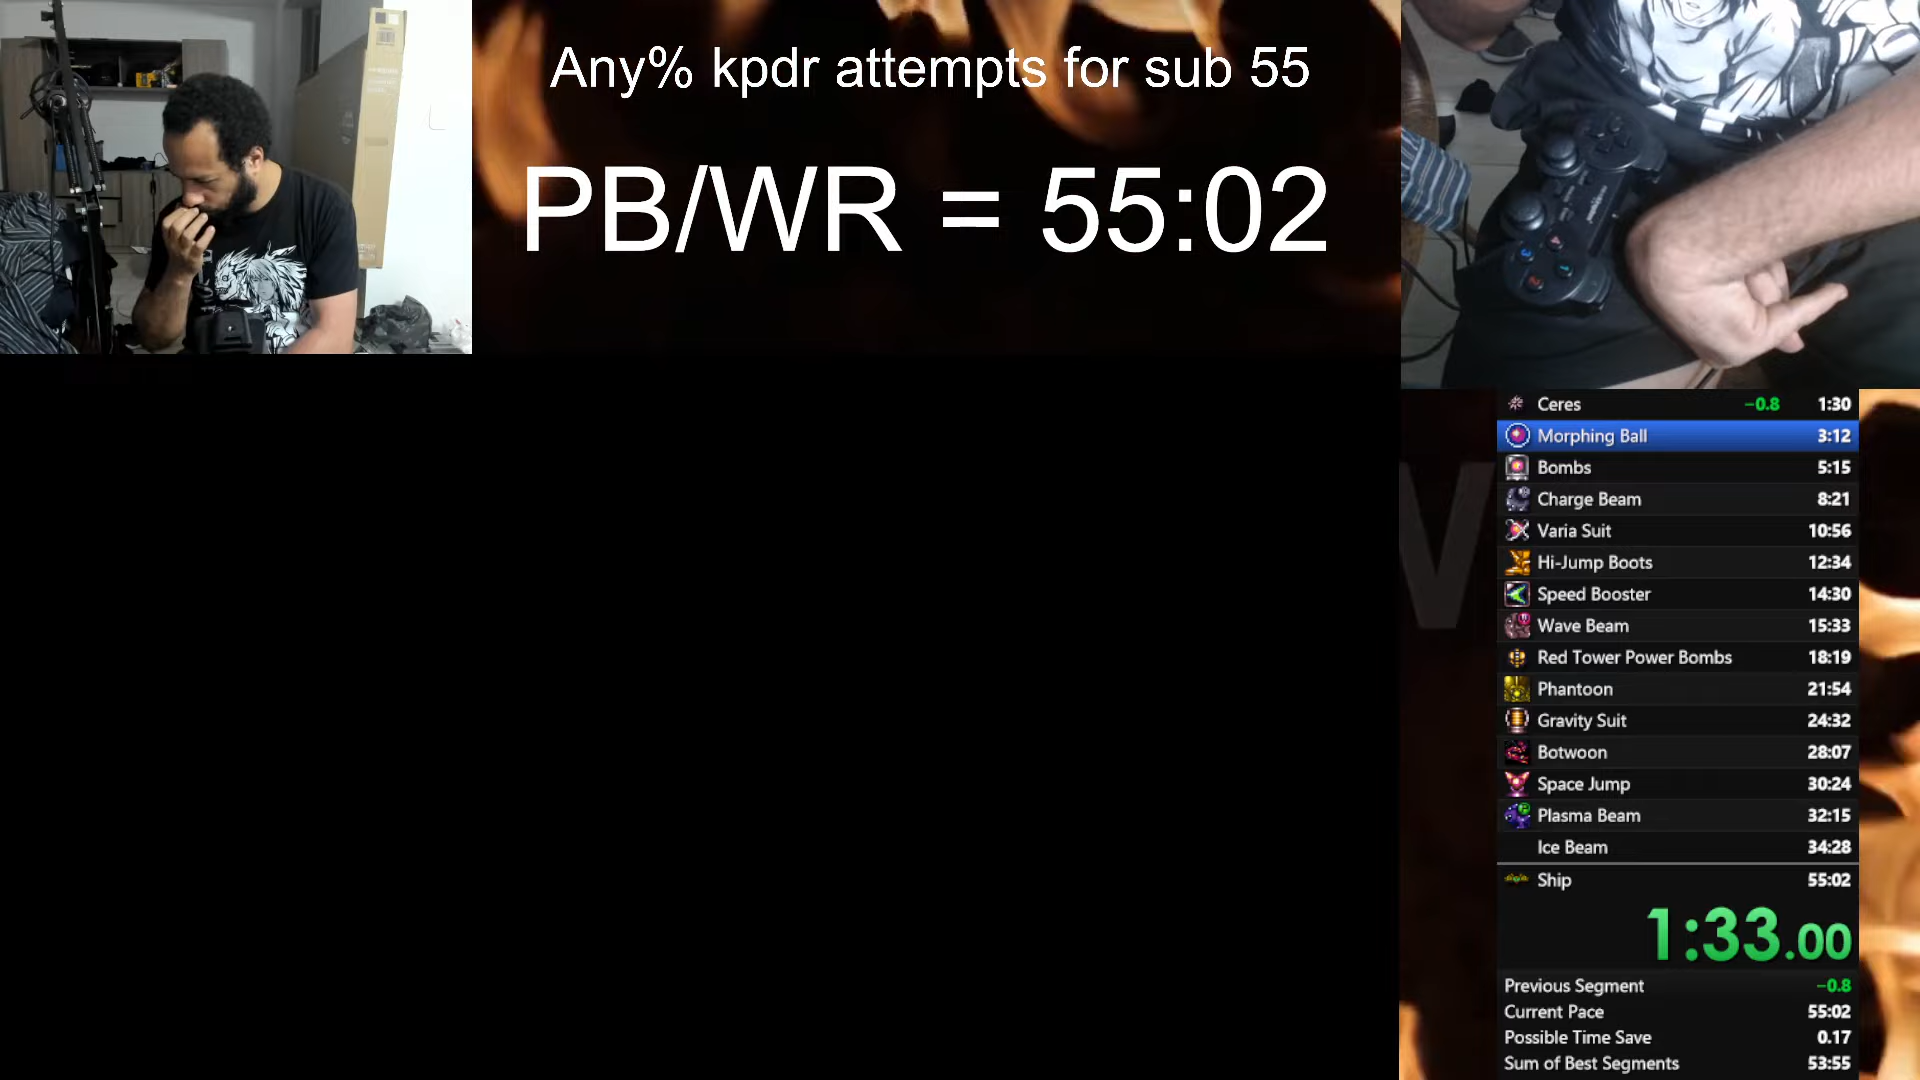 Any% kpdr attempts for sub 55
PB/WR = 55:02
Ceres −0.8 1:30
Morphing Ball 3:12
Bombs 5:15
Charge Beam 8:21
Varia Suit 10:56
Hi-Jump Boots 12:34
Speed Booster 14:30
Wave Beam 15:33
Red Tower Power Bombs 18:19
Phantoon 21:54
Gravity Suit 24:32
Botwoon 28:07
Space Jump 30:24
Plasma Beam 32:15
Ice Beam 34:28
Ship 55:02
1:33.00
Previous Segment −0.8
Current Pace 55:02
Possible Time Save 0.17
Sum of Best Segments 53:55